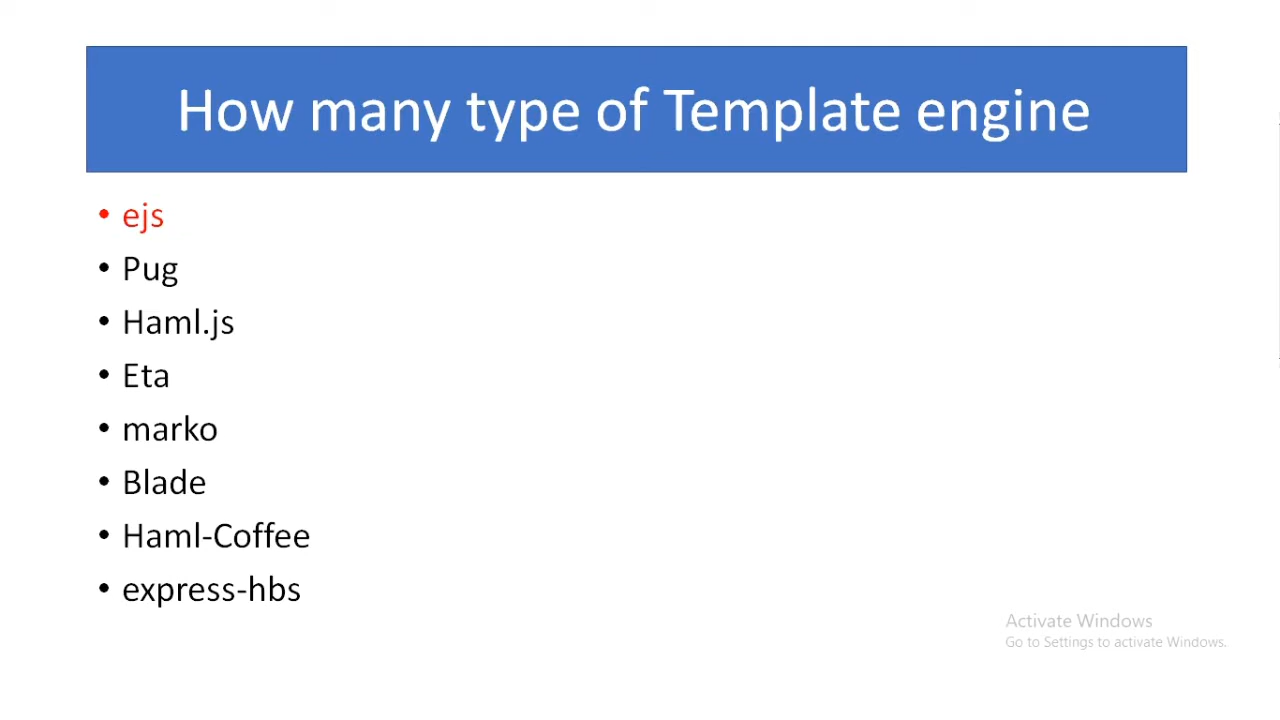 How many type of Template engine
• ejs
• Pug
• Haml.js
• Eta
• marko
• Blade
• Haml-Coffee
• express-hbs
Activate Windows
Go to Settings to activate Windows.